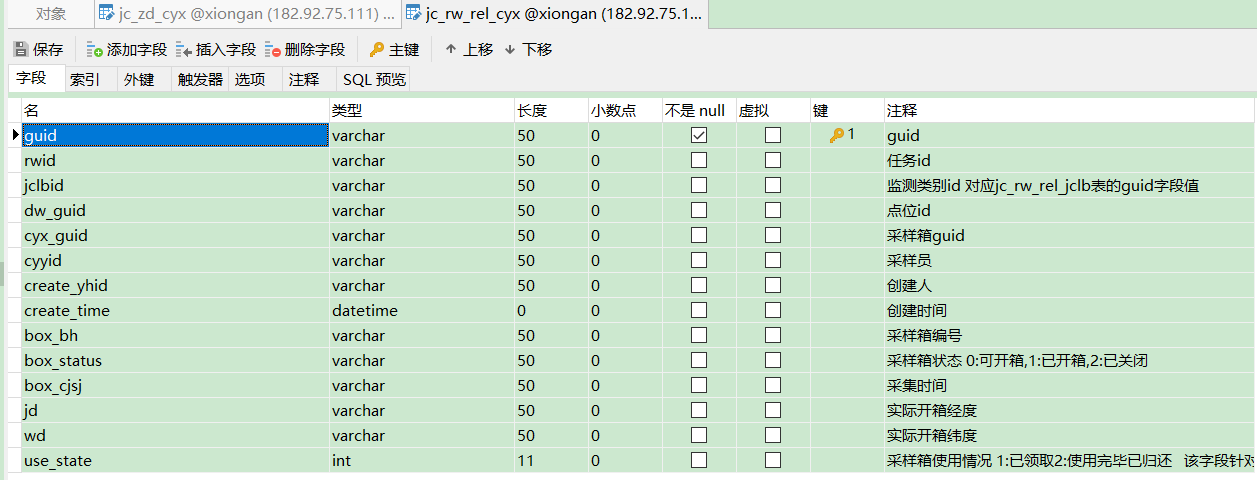 对象 jc_zd_cyx @xiongan (182.92.75.111) ... jc_rw_rel_cyx @xiongan (182.92.75.1...
保存 添加字段 插入字段 删除字段 主键 上移 下移
字段 索引 外键 触发器 选项 注释 SQL 预览
名 类型 长度 小数点 不是 null 虚拟 键 注释
guid varchar 50 0 1 guid
rwid varchar 50 0 任务id
jclbid varchar 50 0 监测类别id 对应jc_rw_rel_jclb表的guid字段值
dw_guid varchar 50 0 点位id
cyx_guid varchar 50 0 采样箱guid
cyyid varchar 50 0 采样员
create_yhid varchar 50 0 创建人
create_time datetime 0 0 创建时间
box_bh varchar 50 0 采样箱编号
box_status varchar 50 0 采样箱状态 0:可开箱,1:已开箱,2:已关闭
box_cjsj varchar 50 0 采集时间
jd varchar 50 0 实际开箱经度
wd varchar 50 0 实际开箱纬度
use_state int 11 0 采样箱使用情况 1:已领取2:使用完毕已归还 该字段针对